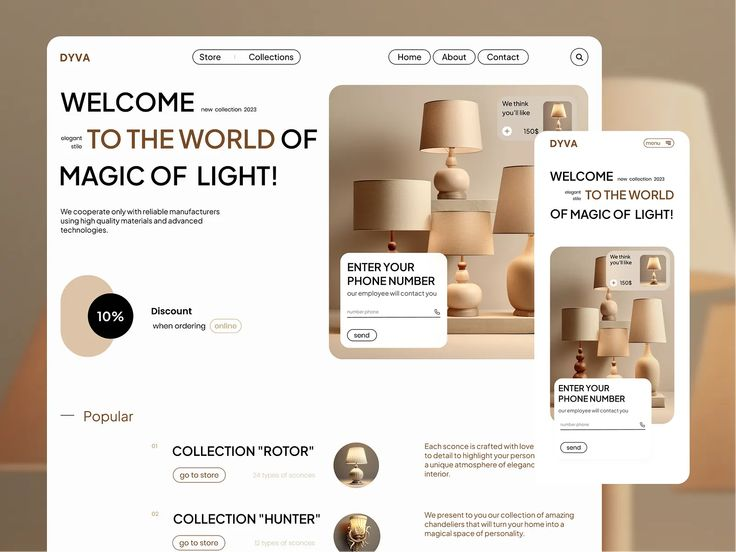 DYVA
Store
Collections
Home
About
Contact
WELCOME
new collection 2023
elegant
stile
TO THE WORLD OF
MAGIC OF LIGHT!
We cooperate only with reliable manufacturers
using high quality materials and advanced
technologies.
10%
Discount
when ordering online
We think
you'll like
150$
ENTER YOUR
PHONE NUMBER
our employee will contact you
number phone
send
Popular
01
COLLECTION "ROTOR"
go to store
24 types of sconces
Each sconce is crafted with love
to detail to highlight your person
a unique atmosphere of eleganc
interior.
02
COLLECTION "HUNTER"
go to store
12 types of sconces
We present to you our collection of amazing
chandeliers that will turn your home into a
magical space of personality.
DYVA
menu
WELCOME
new collection 2023
elegant
stile
TO THE WORLD
OF MAGIC OF LIGHT!
We think
you'll like
150$
ENTER YOUR
PHONE NUMBER
our employee will contact you
number phone
send